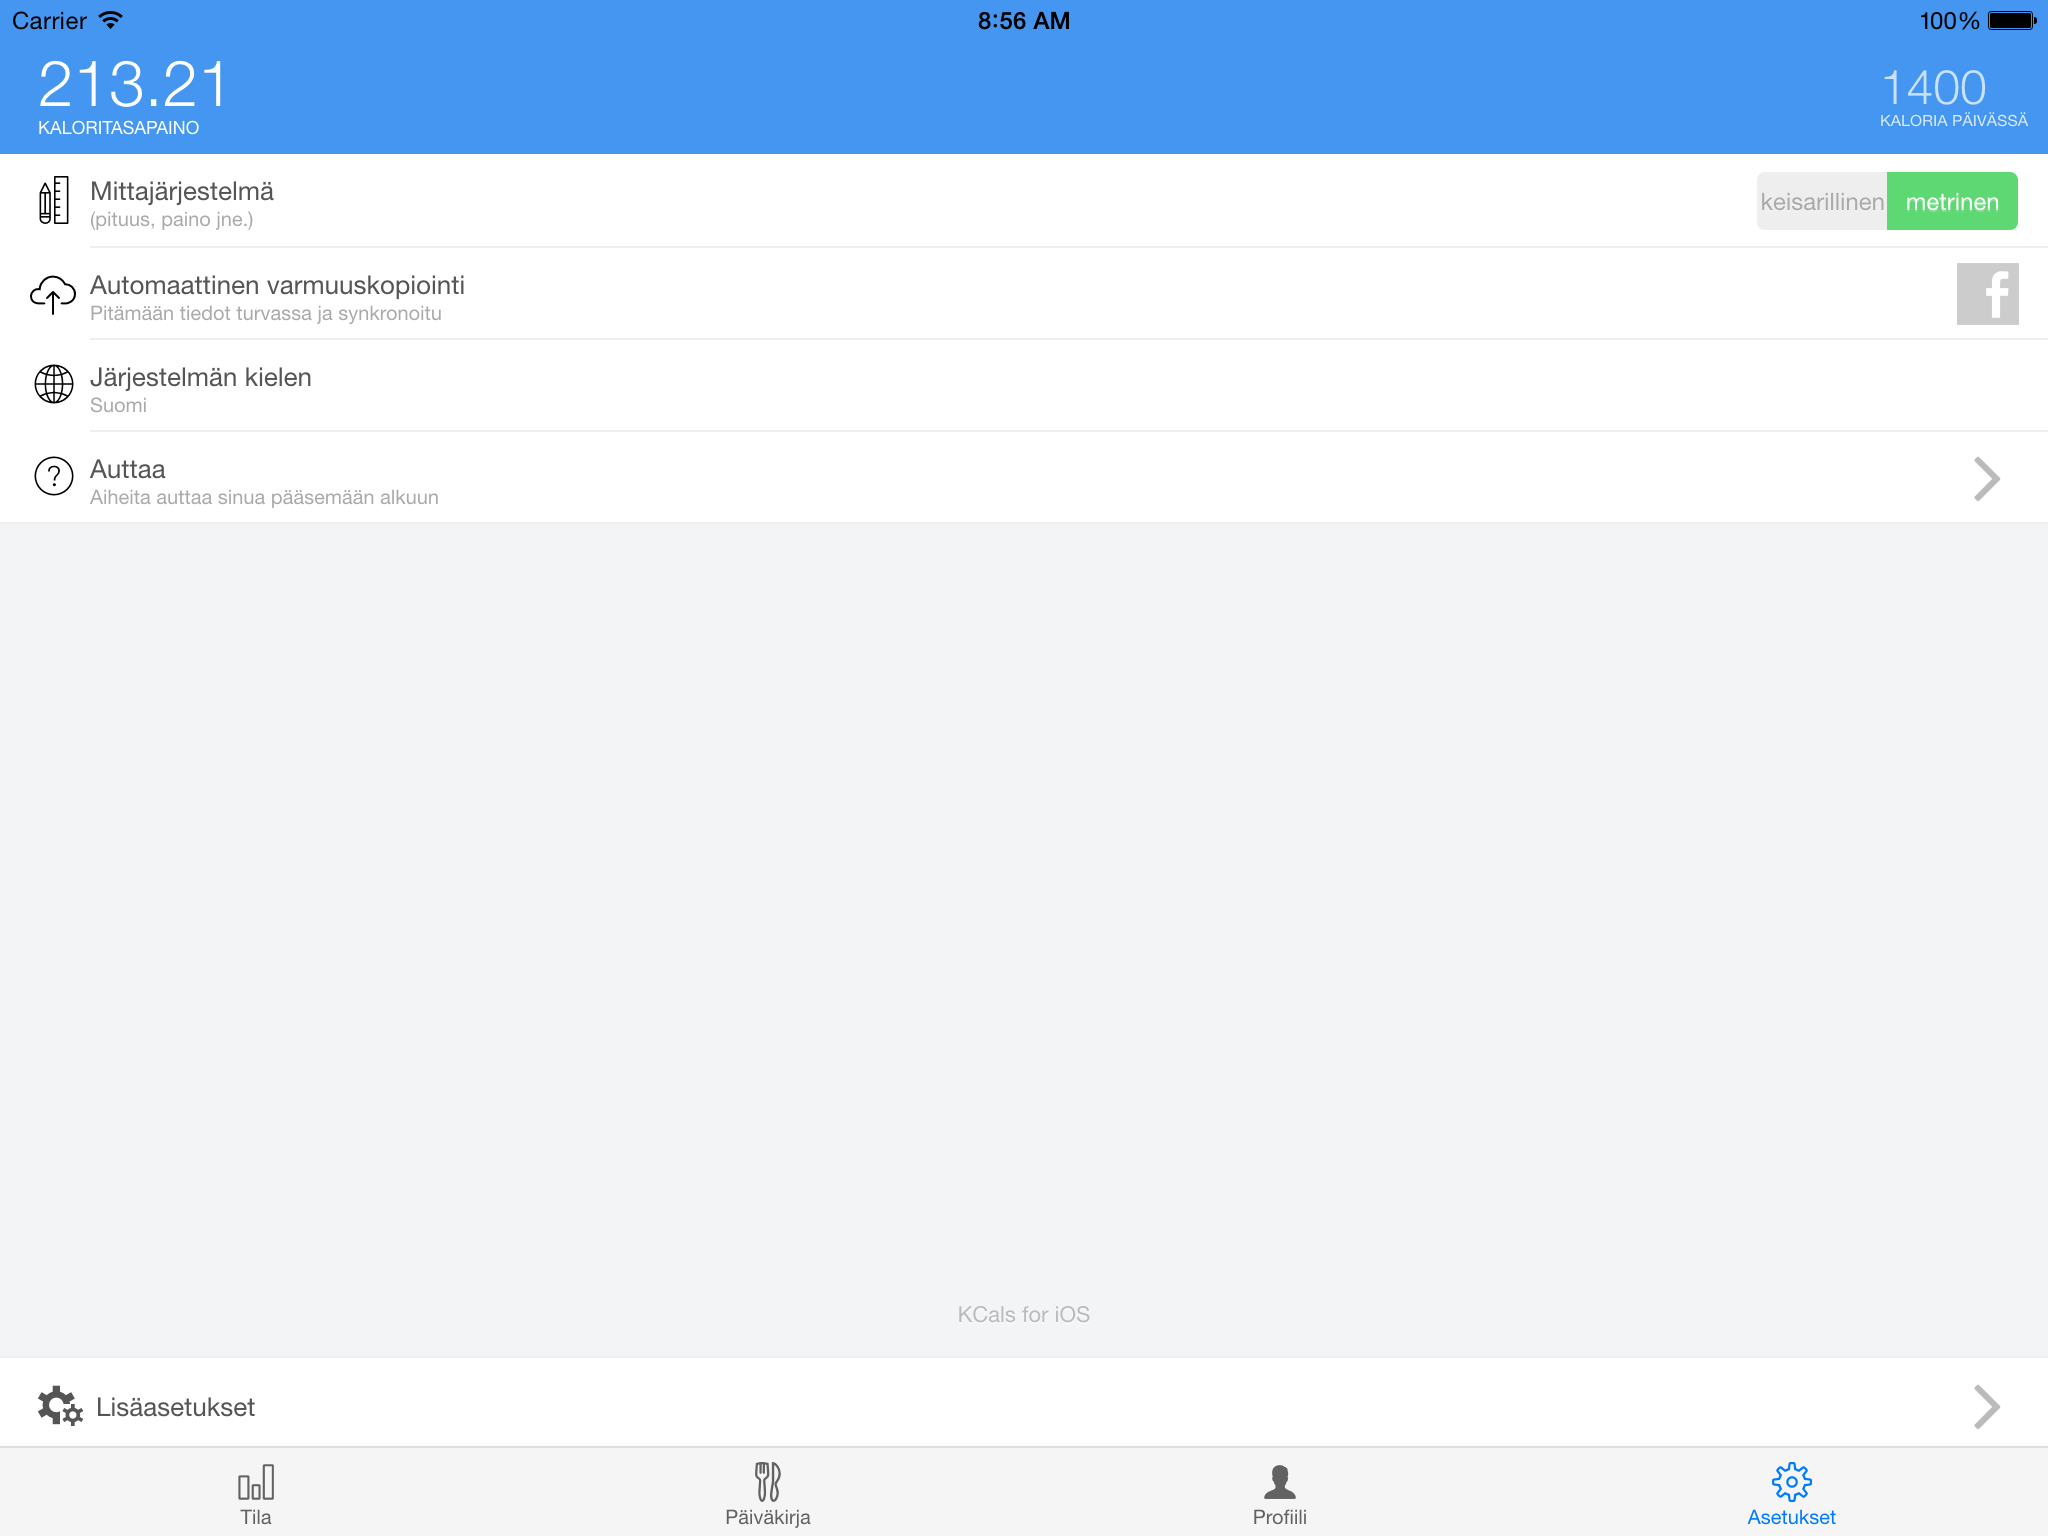 Carrier
8:56 AM
100%
213.21
KALORITASAPAINO
1400
KALORIA PÄIVÄSSÄ
Mittajärjestelmä
(pituus, paino jne.)
keisarillinen
metrinen
Automaattinen varmuuskopiointi
Pitämään tiedot turvassa ja synkronoitu
f
Järjestelmän kielen
Suomi
?
Auttaa
Aiheita auttaa sinua pääsemään alkuun
KCals for iOS
Lisäasetukset
Tila
Päiväkirja
Profiili
Asetukset